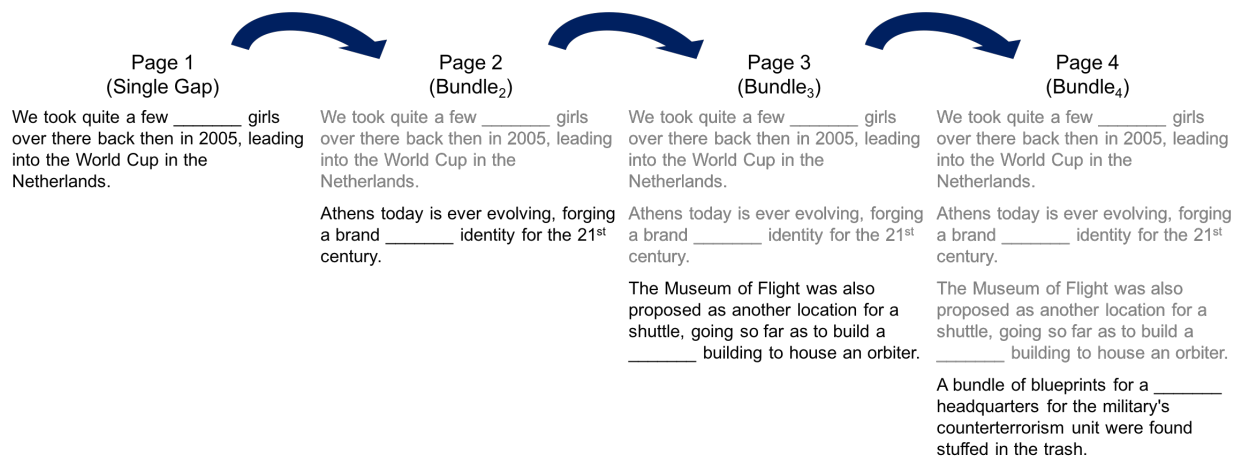 Page 1
(Single Gap)
We took quite a few _______ girls
over there back then in 2005, leading
into the World Cup in the
Netherlands.
Page 2
(Bundle₂)
We took quite a few _______ girls
over there back then in 2005, leading
into the World Cup in the
Netherlands.
Athens today is ever evolving, forging
a brand _______ identity for the 21ˢᵗ
century.
Page 3
(Bundle₃)
We took quite a few _______ girls
over there back then in 2005, leading
into the World Cup in the
Netherlands.
Athens today is ever evolving, forging
a brand _______ identity for the 21ˢᵗ
century.
The Museum of Flight was also
proposed as another location for a
shuttle, going so far as to build a
_______ building to house an orbiter.
Page 4
(Bundle₄)
We took quite a few _______ girls
over there back then in 2005, leading
into the World Cup in the
Netherlands.
Athens today is ever evolving, forging
a brand _______ identity for the 21ˢᵗ
century.
The Museum of Flight was also
proposed as another location for a
shuttle, going so far as to build a
_______ building to house an orbiter.
A bundle of blueprints for a _______
headquarters for the military's
counterterrorism unit were found
stuffed in the trash.